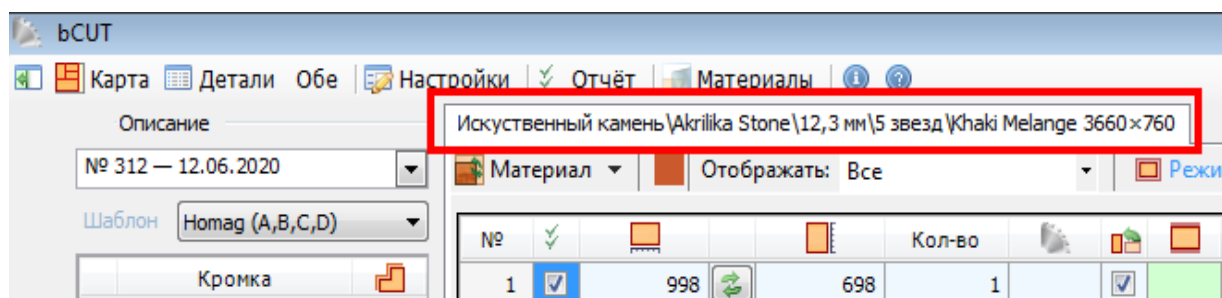 bCUT
Карта Детали Обе Настройки Отчёт Материалы
Описание
Искуственный камень\Akrilika Stone\12,3 мм\5 звезд\Khaki Melange 3660×760
№ 312 — 12.06.2020
Материал Отображать: Все Режи
Шаблон Homag (A,B,C,D)
№ Кол-во
Кромка
1 998 698 1